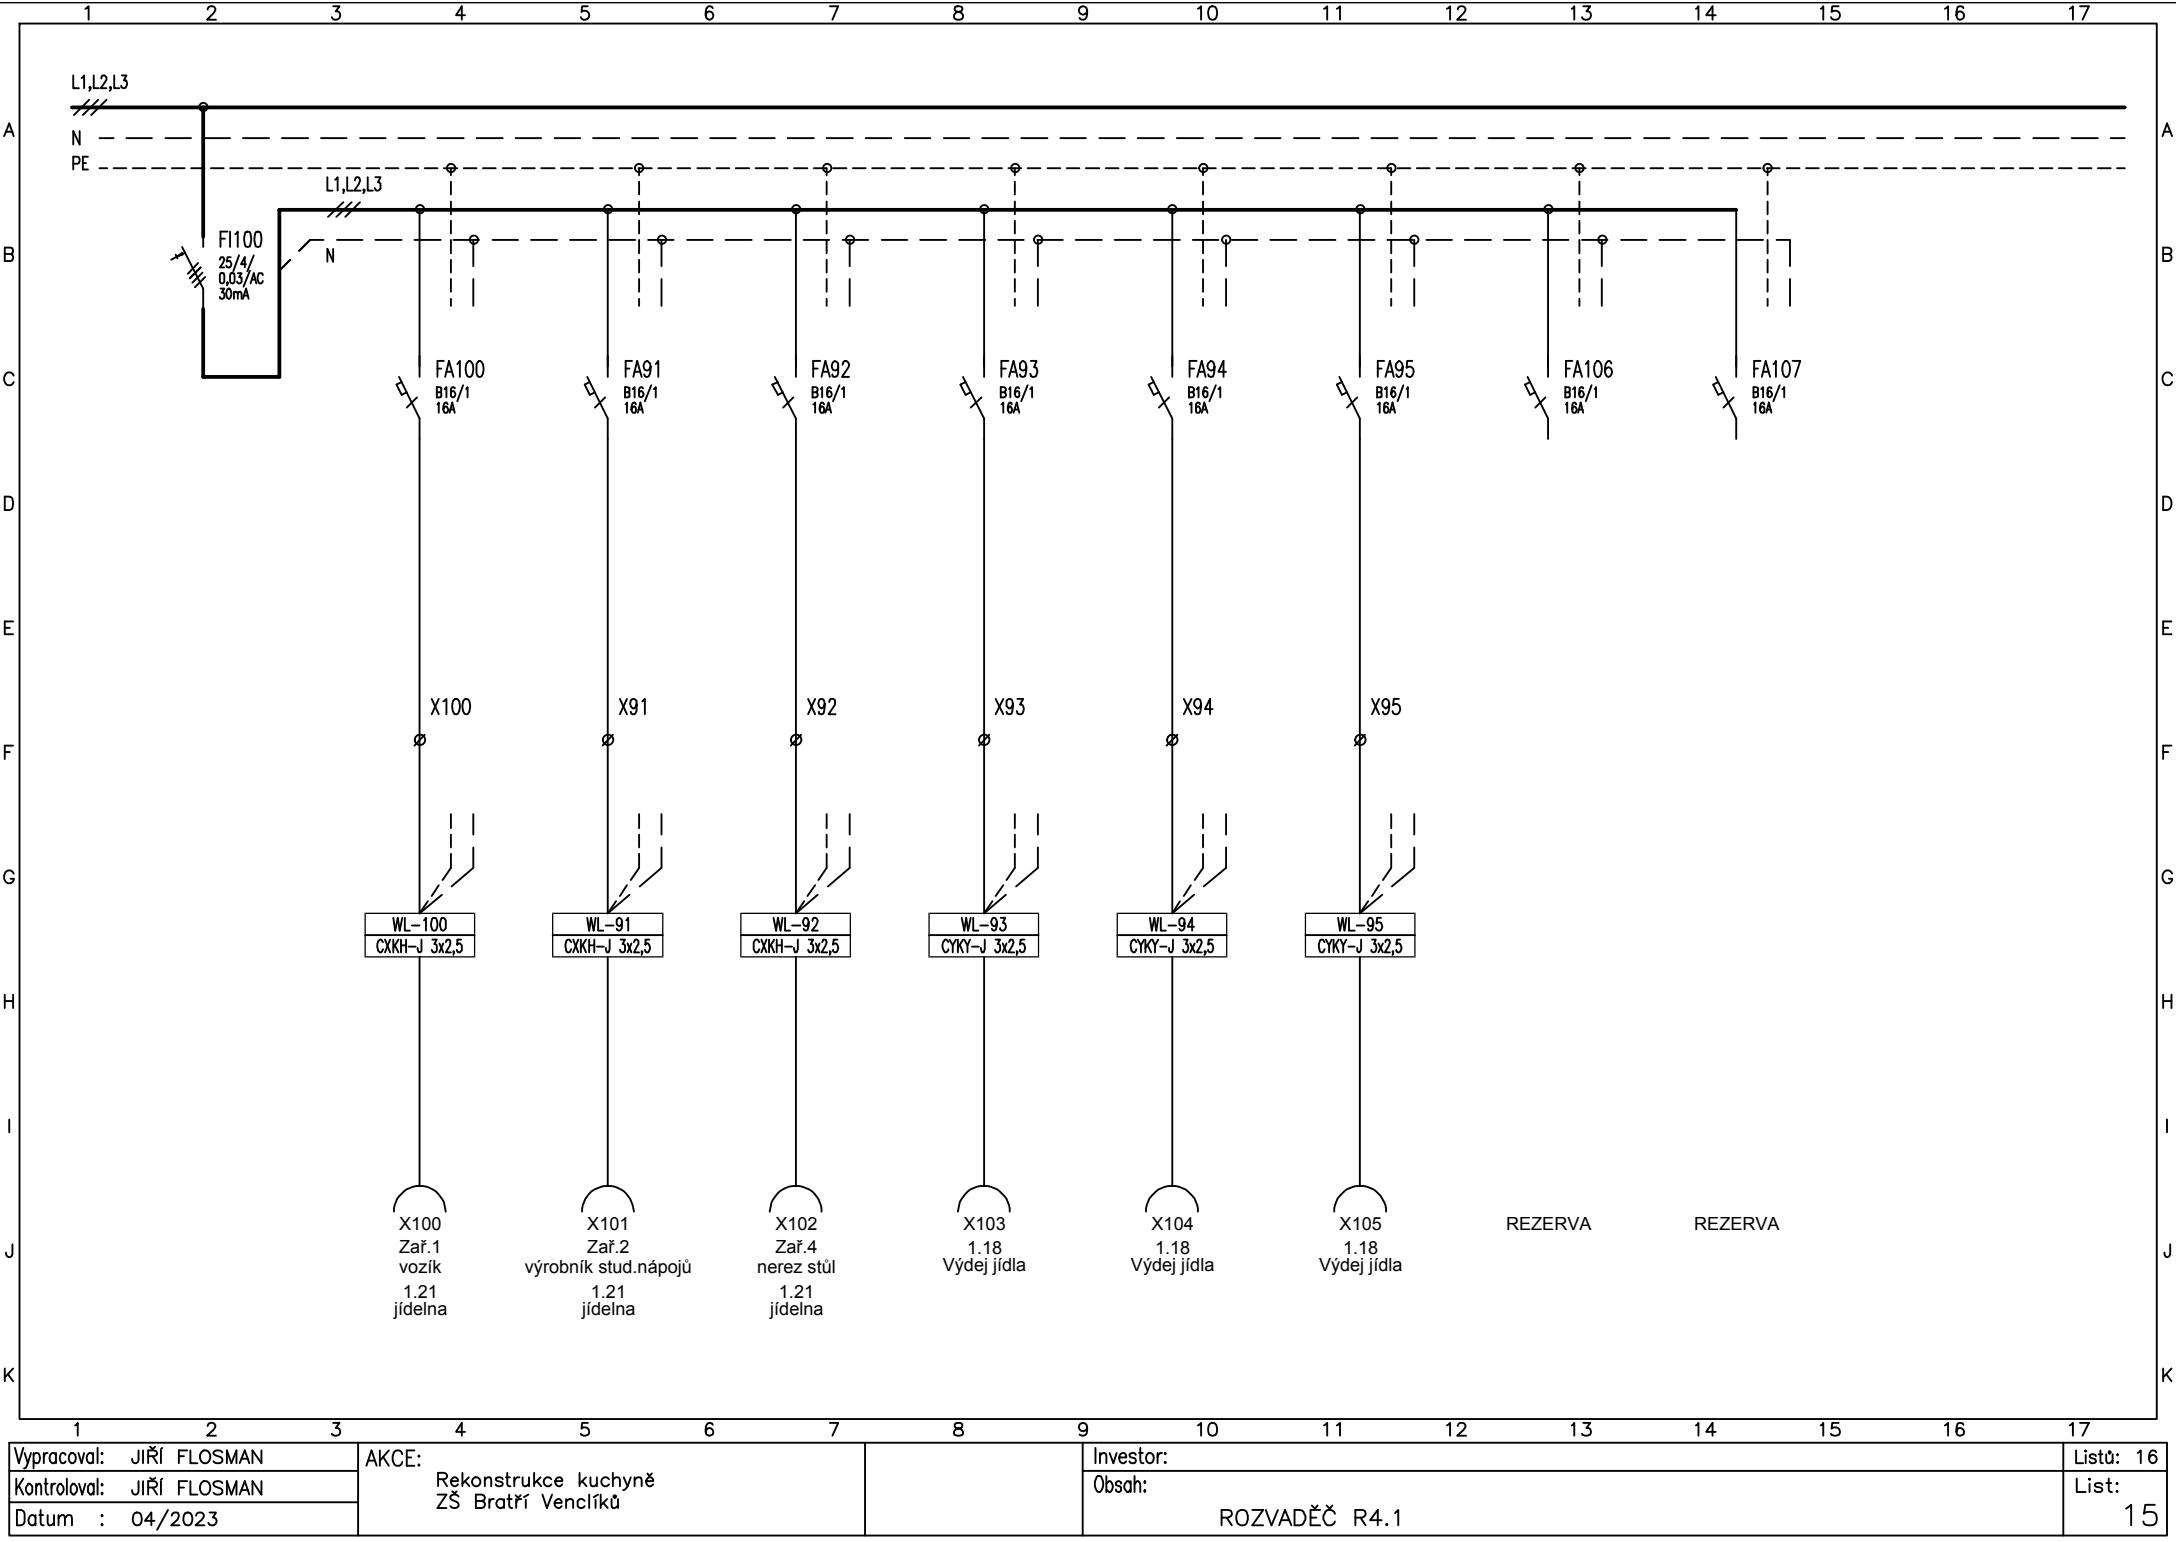 1 2 3 4 5 6 7 8 9 10 11 12 13 14 15 16 17
L1,L2,L3
A A
N
PE
L1,L2,L3
B B
FI100
N
25/4/
0,03/AC
30mA
C C
FA100 FA91 FA92 FA93 FA94 FA95 FA106 FA107
B16/1 B16/1 B16/1 B16/1 B16/1 B16/1 B16/1 B16/1
16A 16A 16A 16A 16A 16A 16A 16A
D D
E E
X100 X91 X92 X93 X94 X95
F F
G G
WL-100 WL-91 WL-92 WL-93 WL-94 WL-95
CXKH-J 3x2,5 CXKH-J 3x2,5 CXKH-J 3x2,5 CYKY-J 3x2,5 CYKY-J 3x2,5 CYKY-J 3x2,5
H H
I I
X100 X101 X102 X103 X104 X105 REZERVA REZERVA
J J
Zař.1 Zař.2 Zař.4 1.18 1.18 1.18
vozík výrobník stud.nápojů nerez stůl Výdej jídla Výdej jídla Výdej jídla
1.21 1.21 1.21
jídelna jídelna jídelna
K K
1 2 3 4 5 6 7 8 9 10 11 12 13 14 15 16 17
Vypracoval: JIŘÍ FLOSMAN
Kontroloval: JIŘÍ FLOSMAN
Datum : 04/2023
AKCE:
Rekonstrukce kuchyně
ZŠ Bratří Venclíků
Investor:
Obsah:
ROZVADĚČ R4.1
Listů: 16
List:
15